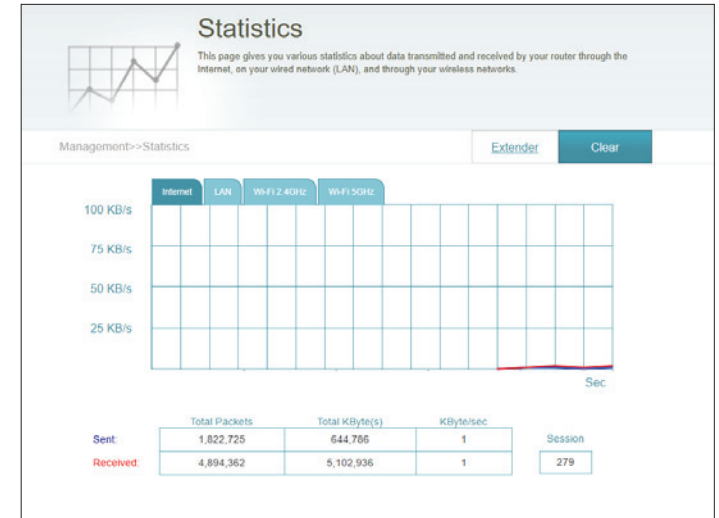 Statistics
This page gives you various statistics about data transmitted and received by your router through the
Internet, on your wired network (LAN), and through your wireless networks.
Management>>Statistics
Extender
Clear
Internet
LAN
Wi-Fi 2.4GHz
Wi-Fi 5GHz
100 KB/s
75 KB/s
50 KB/s
25 KB/s
Sec
Total Packets Total KByte(s) KByte/sec
Sent: 1,822,725 644,786 1 Session
Received: 4,894,362 5,102,936 1 279